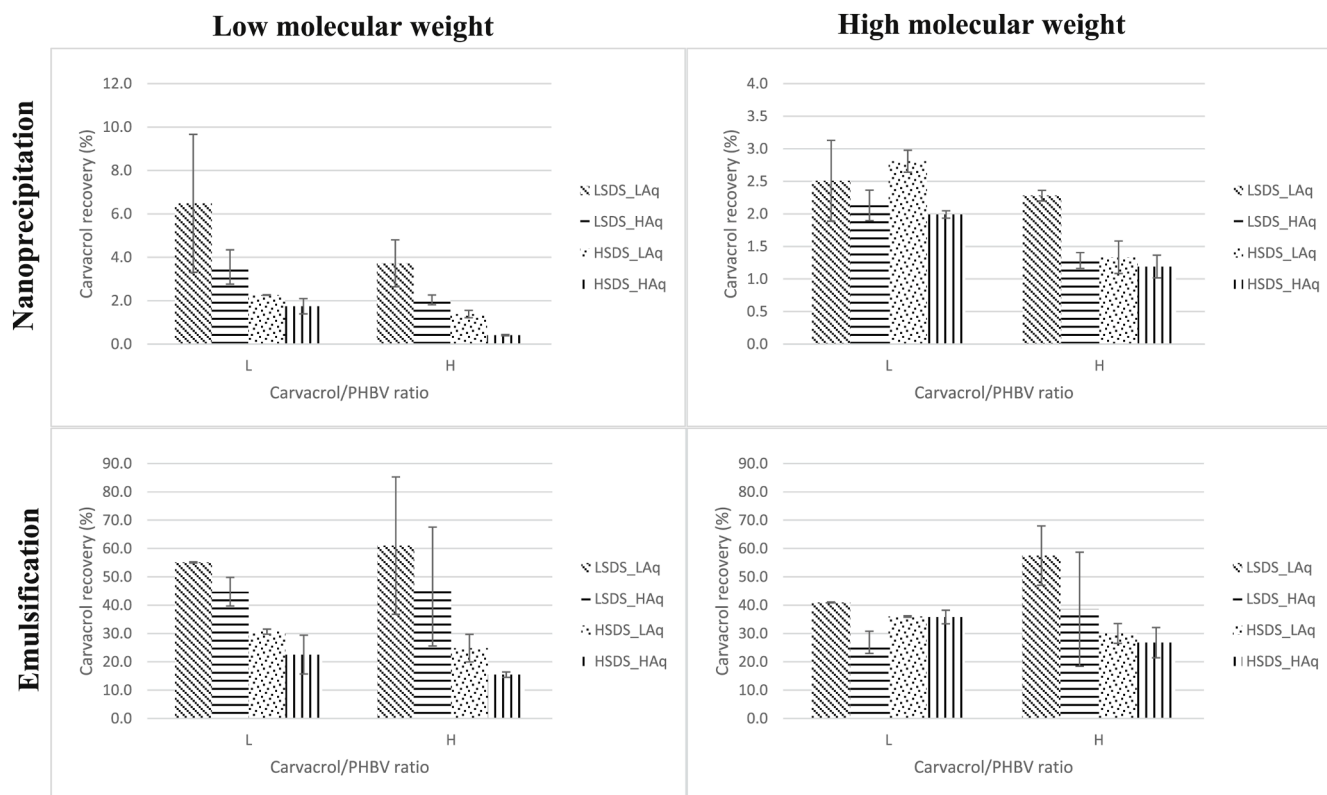 Low molecular weight
High molecular weight
Nanoprecipitation
12.0
10.0
8.0
6.0
4.0
2.0
0.0
Carvacrol recovery (%)
L
H
Carvacrol/PHBV ratio
LSDS_LAq
LSDS_HAq
HSDS_LAq
HSDS_HAq
4.0
3.5
3.0
2.5
2.0
1.5
1.0
0.5
0.0
Carvacrol recovery (%)
L
H
Carvacrol/PHBV ratio
LSDS_LAq
LSDS_HAq
HSDS_LAq
HSDS_HAq
Emulsification
90.0
80.0
70.0
60.0
50.0
40.0
30.0
20.0
10.0
0.0
Carvacrol recovery (%)
L
H
Carvacrol/PHBV ratio
LSDS_LAq
LSDS_HAq
HSDS_LAq
HSDS_HAq
90.0
80.0
70.0
60.0
50.0
40.0
30.0
20.0
10.0
0.0
Carvacrol recovery (%)
L
H
Carvacrol/PHBV ratio
LSDS_LAq
LSDS_HAq
HSDS_LAq
HSDS_HAq